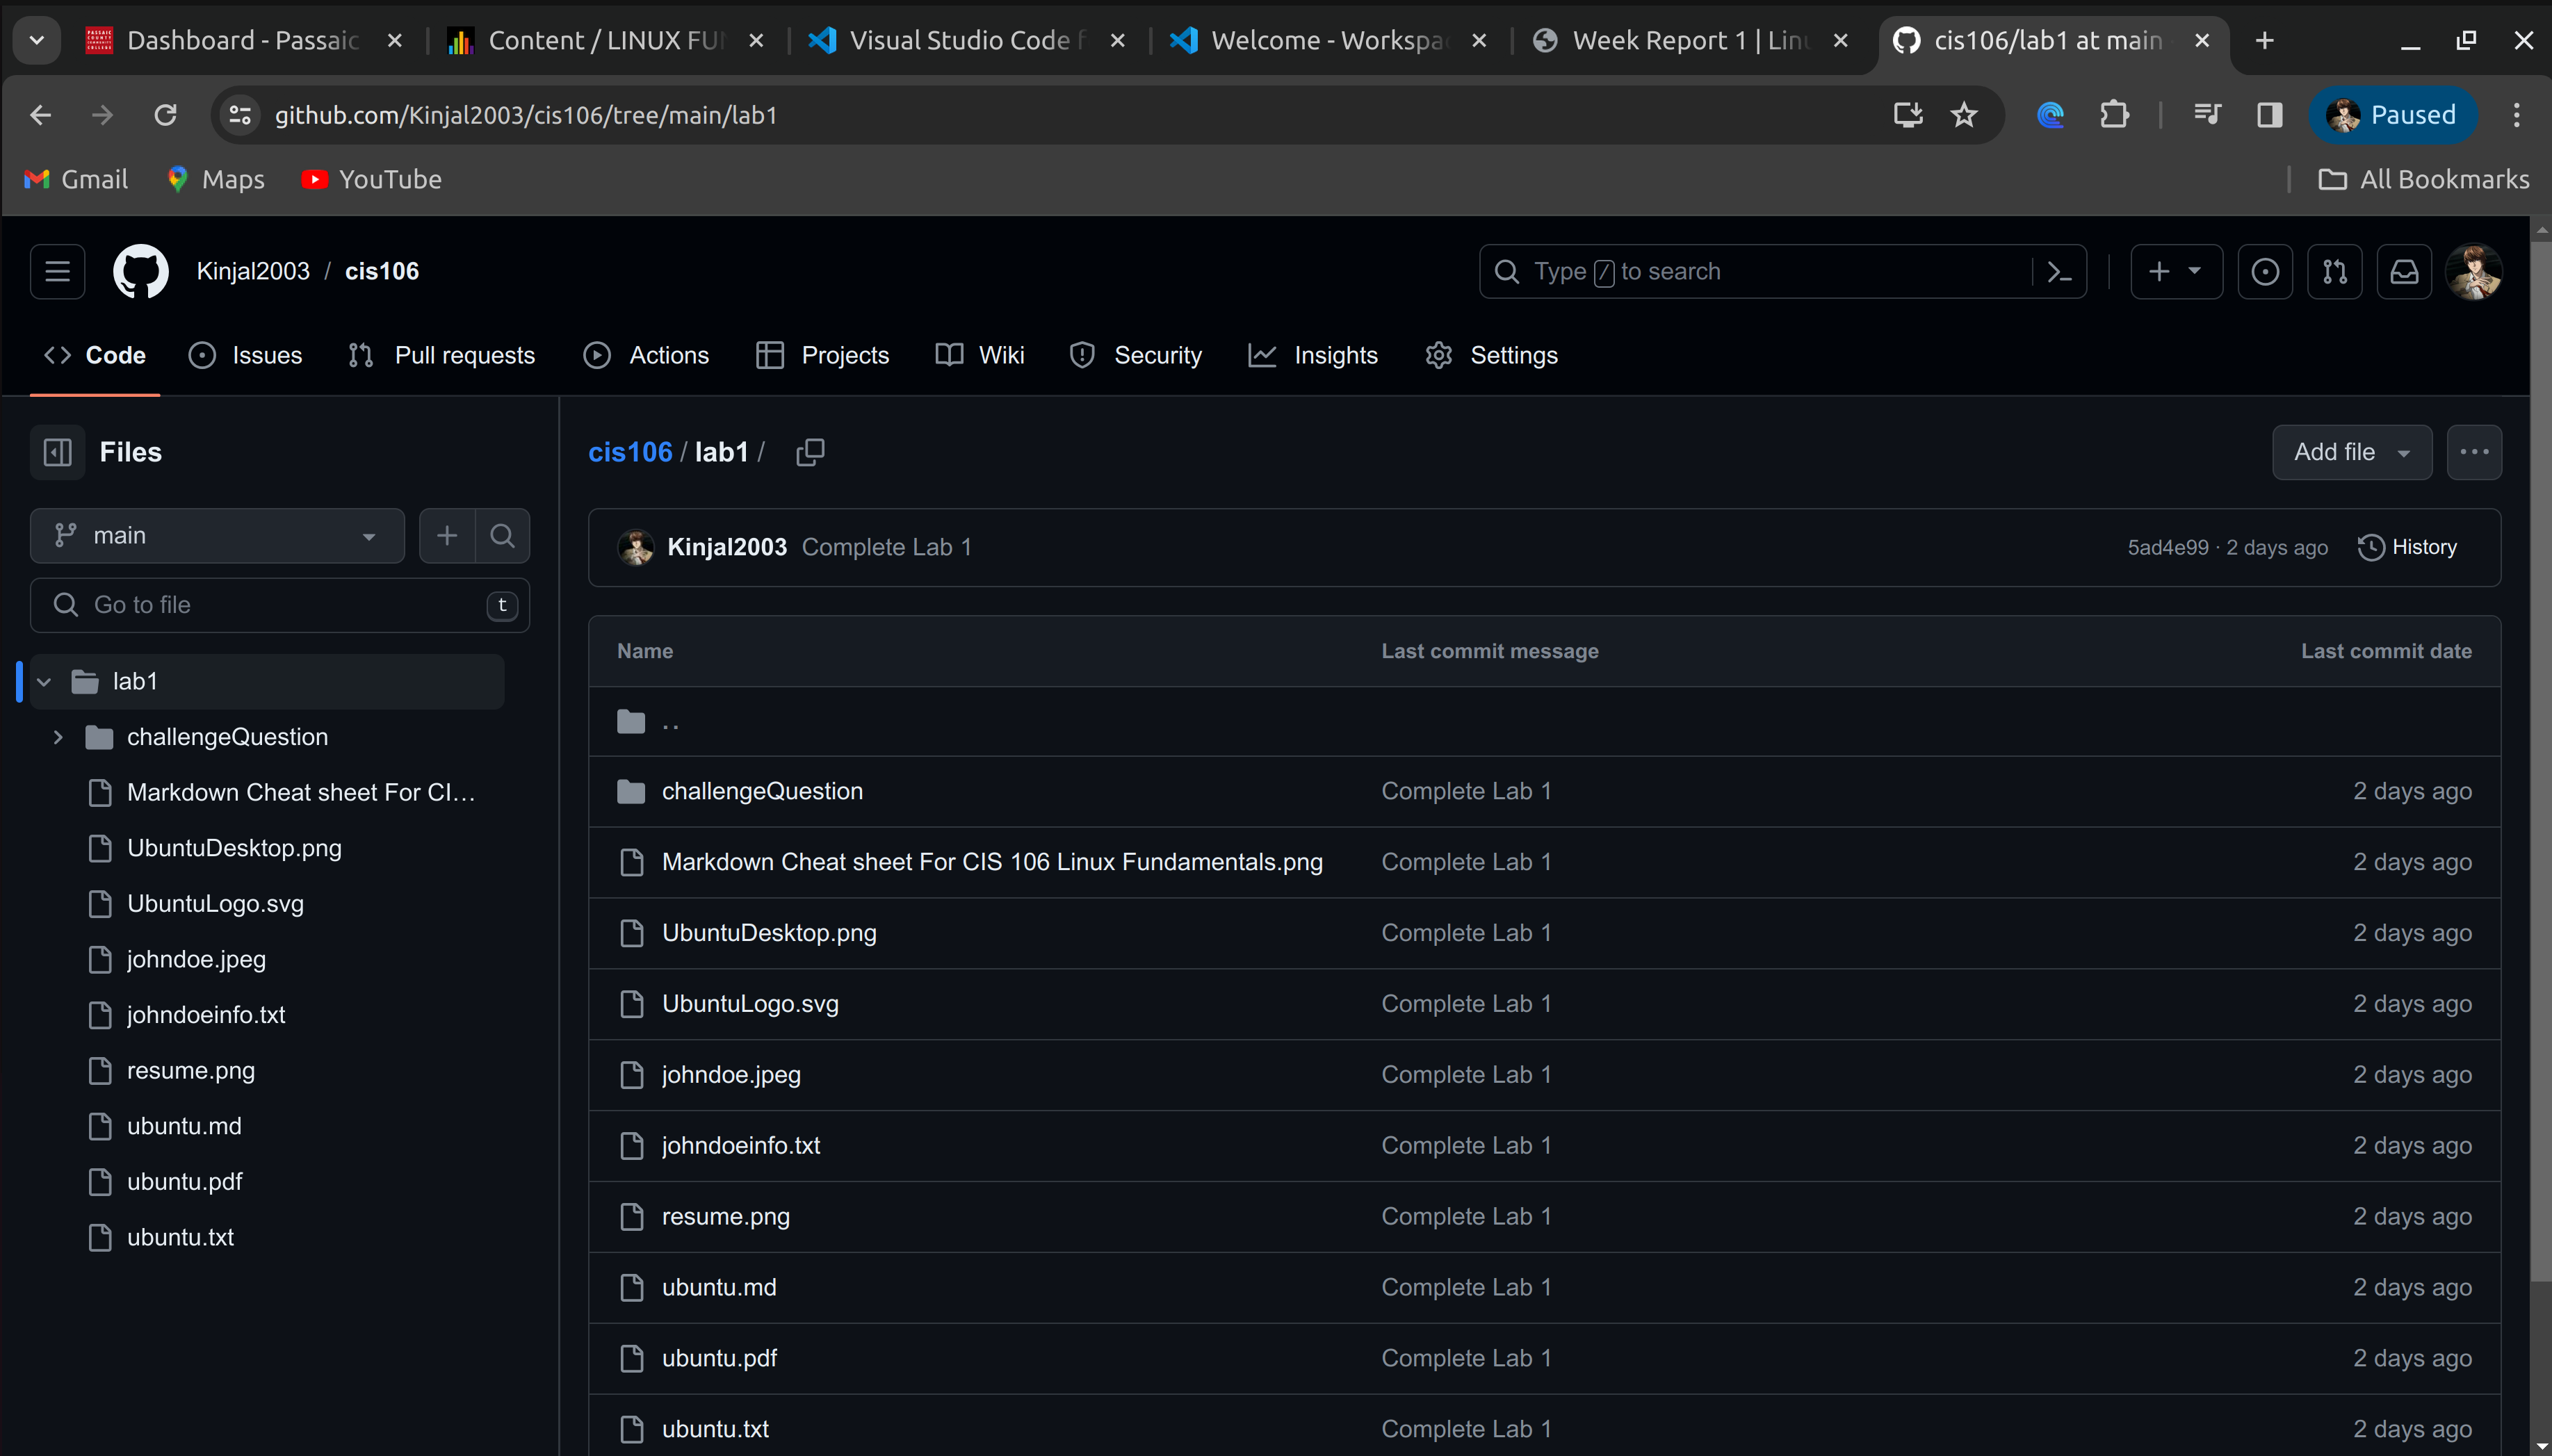 Dashboard - Passaic
Content / LINUX FUN
Visual Studio Code f
Welcome - Workspac
Week Report 1 | Linu
cis106/lab1 at main
github.com/Kinjal2003/cis106/tree/main/lab1
Paused
Gmail
Maps
YouTube
All Bookmarks
Kinjal2003 / cis106
Type / to search
Code
Issues
Pull requests
Actions
Projects
Wiki
Security
Insights
Settings
Files
main
Go to file
t
lab1
challengeQuestion
Markdown Cheat sheet For CI...
UbuntuDesktop.png
UbuntuLogo.svg
johndoe.jpeg
johndoeinfo.txt
resume.png
ubuntu.md
ubuntu.pdf
ubuntu.txt
cis106 / lab1 /
Add file
Kinjal2003 Complete Lab 1
5ad4e99 · 2 days ago
History
Name Last commit message Last commit date
..
challengeQuestion Complete Lab 1 2 days ago
Markdown Cheat sheet For CIS 106 Linux Fundamentals.png Complete Lab 1 2 days ago
UbuntuDesktop.png Complete Lab 1 2 days ago
UbuntuLogo.svg Complete Lab 1 2 days ago
johndoe.jpeg Complete Lab 1 2 days ago
johndoeinfo.txt Complete Lab 1 2 days ago
resume.png Complete Lab 1 2 days ago
ubuntu.md Complete Lab 1 2 days ago
ubuntu.pdf Complete Lab 1 2 days ago
ubuntu.txt Complete Lab 1 2 days ago